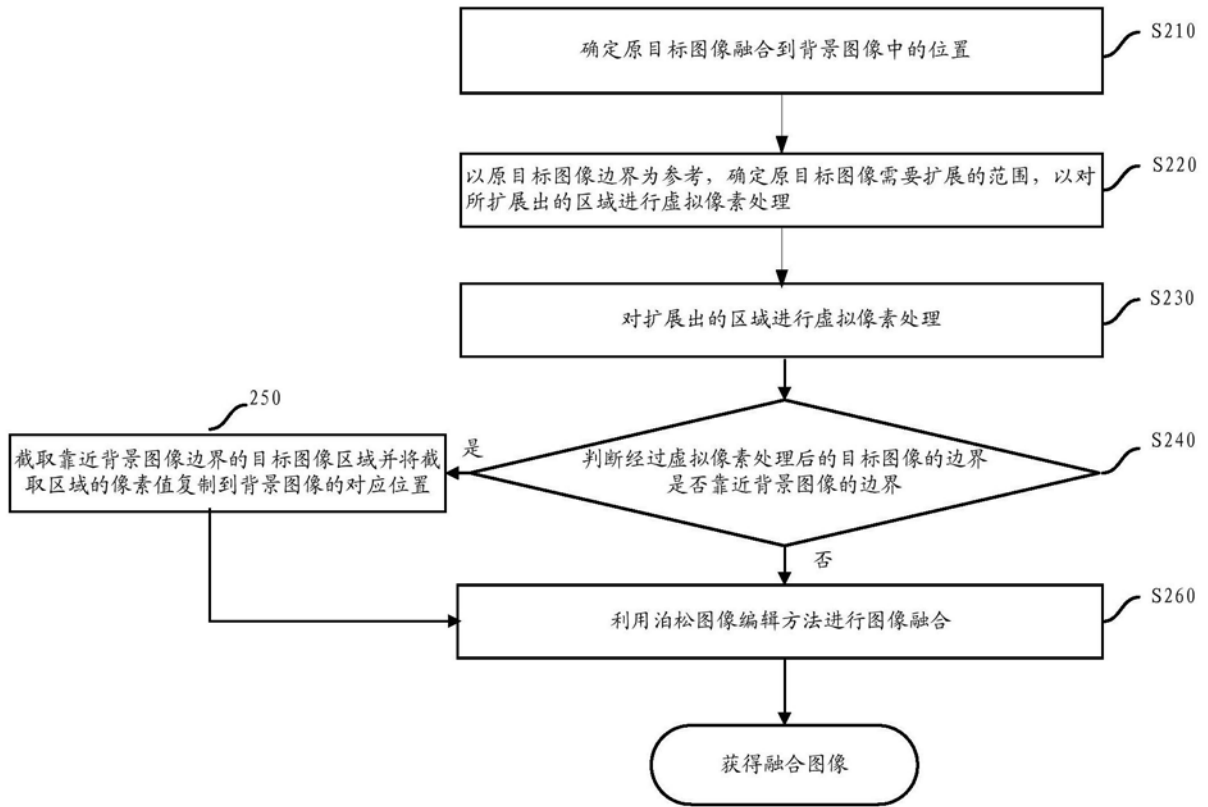 确定原目标图像融合到背景图像中的位置
S210
以原目标图像边界为参考，确定原目标图像需要扩展的范围，以对
所扩展出的区域进行虚拟像素处理
S220
对扩展出的区域进行虚拟像素处理
S230
判断经过虚拟像素处理后的目标图像的边界
是否靠近背景图像的边界
S240
是
250
截取靠近背景图像边界的目标图像区域并将截
取区域的像素值复制到背景图像的对应位置
否
利用泊松图像编辑方法进行图像融合
S260
获得融合图像